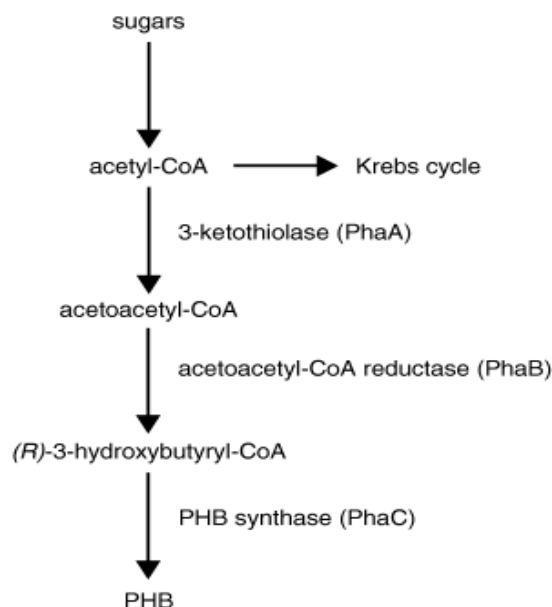 sugars
acetyl-CoA
Krebs cycle
3-ketothiolase (PhaA)
acetoacetyl-CoA
acetoacetyl-CoA reductase (PhaB)
(R)-3-hydroxybutyryl-CoA
PHB synthase (PhaC)
PHB